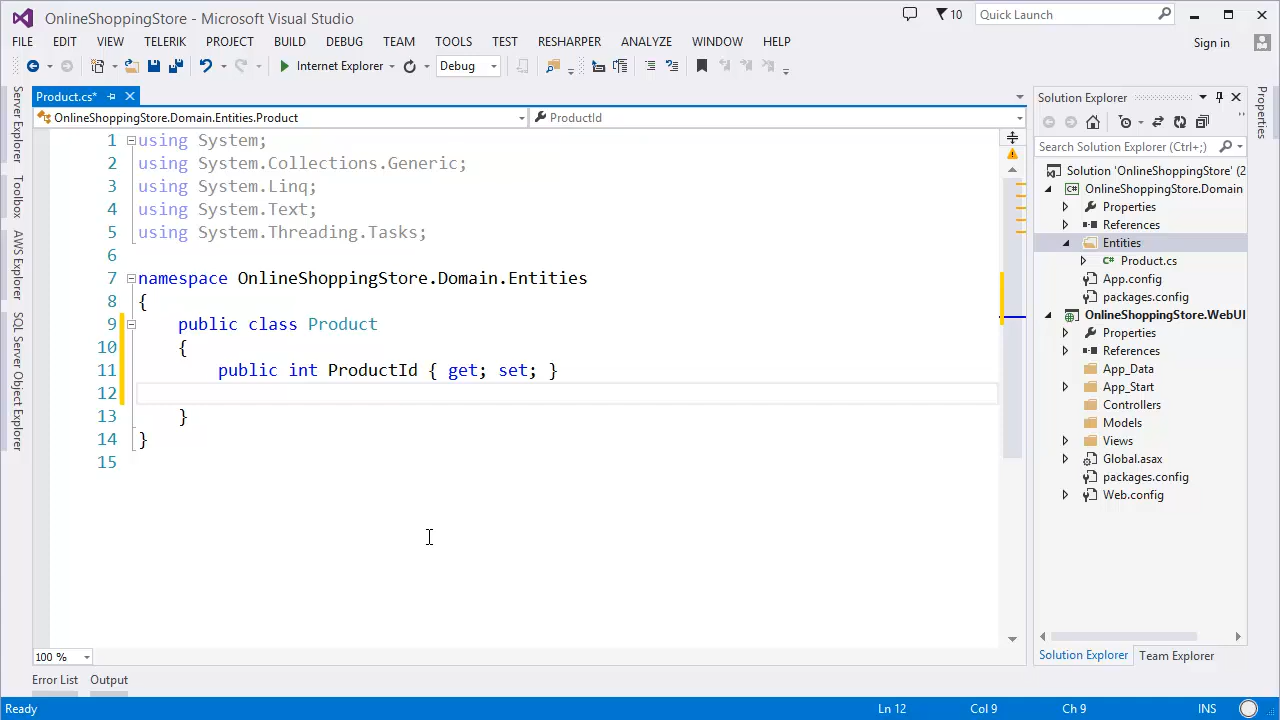 OnlineShoppingStore - Microsoft Visual Studio
10
Quick Launch
FILE EDIT VIEW TELERIK PROJECT BUILD DEBUG TEAM TOOLS TEST RESHARPER ANALYZE WINDOW HELP
Sign in
Internet Explorer
Debug
Server Explorer
Toolbox
AWS Explorer
SQL Server Object Explorer
Product.cs*
OnlineShoppingStore.Domain.Entities.Product
ProductId
1 using System;
2 using System.Collections.Generic;
3 using System.Linq;
4 using System.Text;
5 using System.Threading.Tasks;
6
7 namespace OnlineShoppingStore.Domain.Entities
8 {
9 public class Product
10 {
11 public int ProductId { get; set; }
12
13 }
14 }
15
100 %
Error List Output
Solution Explorer
Search Solution Explorer (Ctrl+;)
Solution 'OnlineShoppingStore' (2
OnlineShoppingStore.Domain
Properties
References
Entities
Product.cs
App.config
packages.config
OnlineShoppingStore.WebUI
Properties
References
App_Data
App_Start
Controllers
Models
Views
Global.asax
packages.config
Web.config
Solution Explorer Team Explorer
Properties
Ready
Ln 12 Col 9 Ch 9 INS